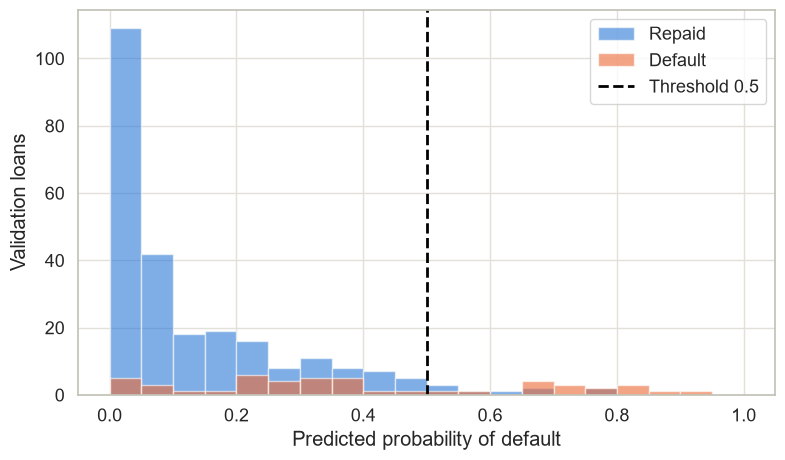 Repaid
Default
Threshold 0.5
Validation loans
100
80
60
40
20
0
0.0 0.2 0.4 0.6 0.8 1.0
Predicted probability of default